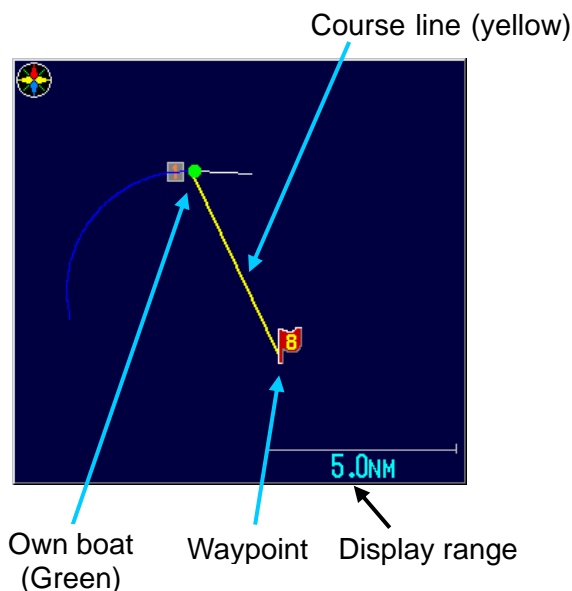 Course line (yellow)
8
5.0NM
Own boat
(Green)
Waypoint
Display range